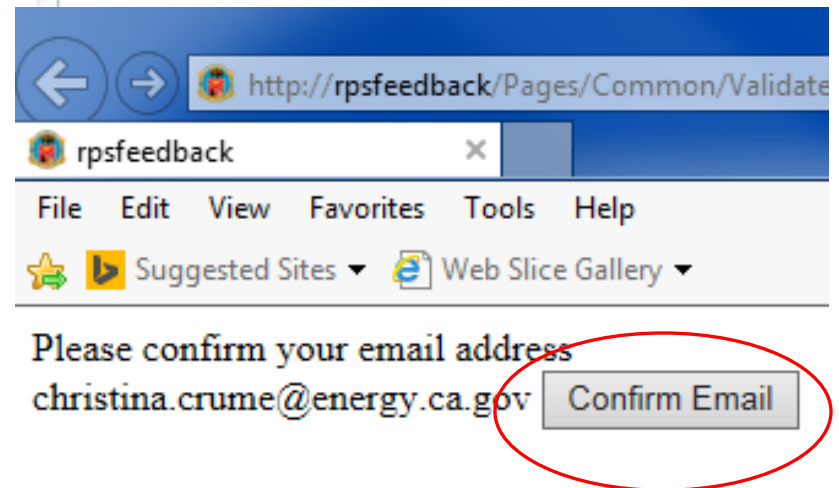 http://rpsfeedback/Pages/Common/Validate
rpsfeedback
File Edit View Favorites Tools Help
Suggested Sites Web Slice Gallery
Please confirm your email address
christina.crume@energy.ca.gov Confirm Email